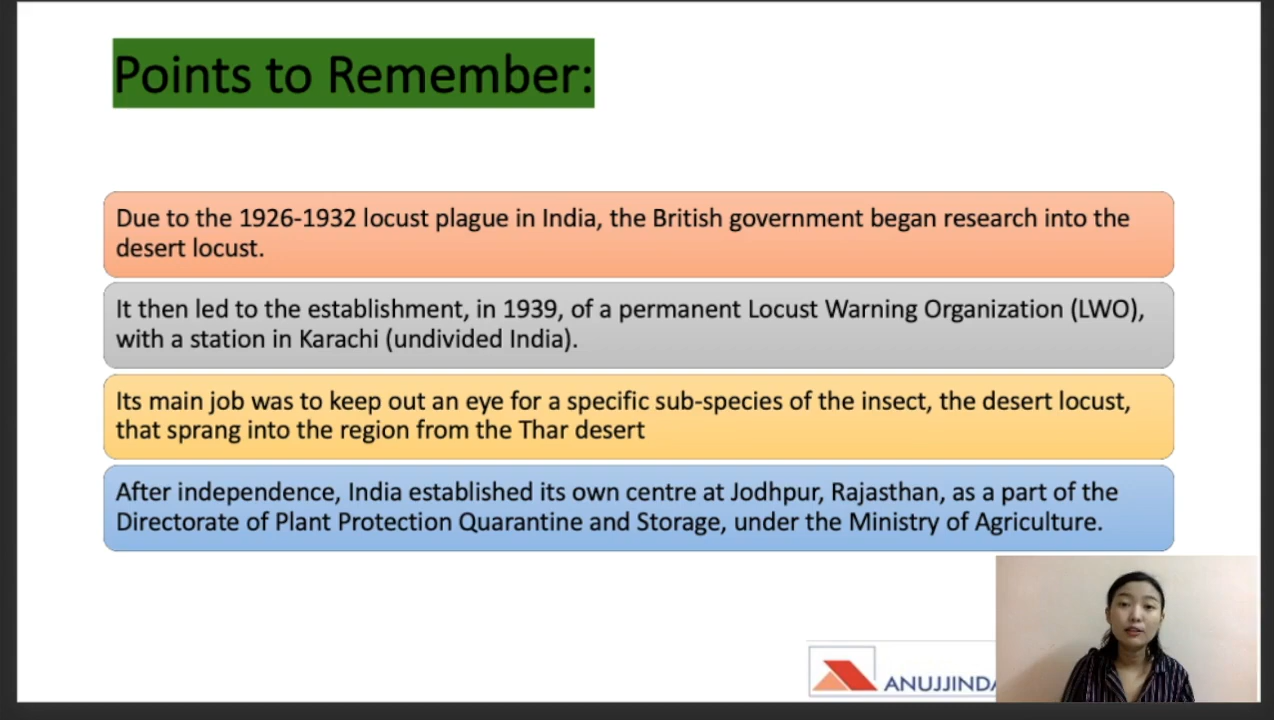 Points to Remember:
Due to the 1926-1932 locust plague in India, the British government began research into the
desert locust.
It then led to the establishment, in 1939, of a permanent Locust Warning Organization (LWO),
with a station in Karachi (undivided India).
Its main job was to keep out an eye for a specific sub-species of the insect, the desert locust,
that sprang into the region from the Thar desert
After independence, India established its own centre at Jodhpur, Rajasthan, as a part of the
Directorate of Plant Protection Quarantine and Storage, under the Ministry of Agriculture.
ANUJJINDA